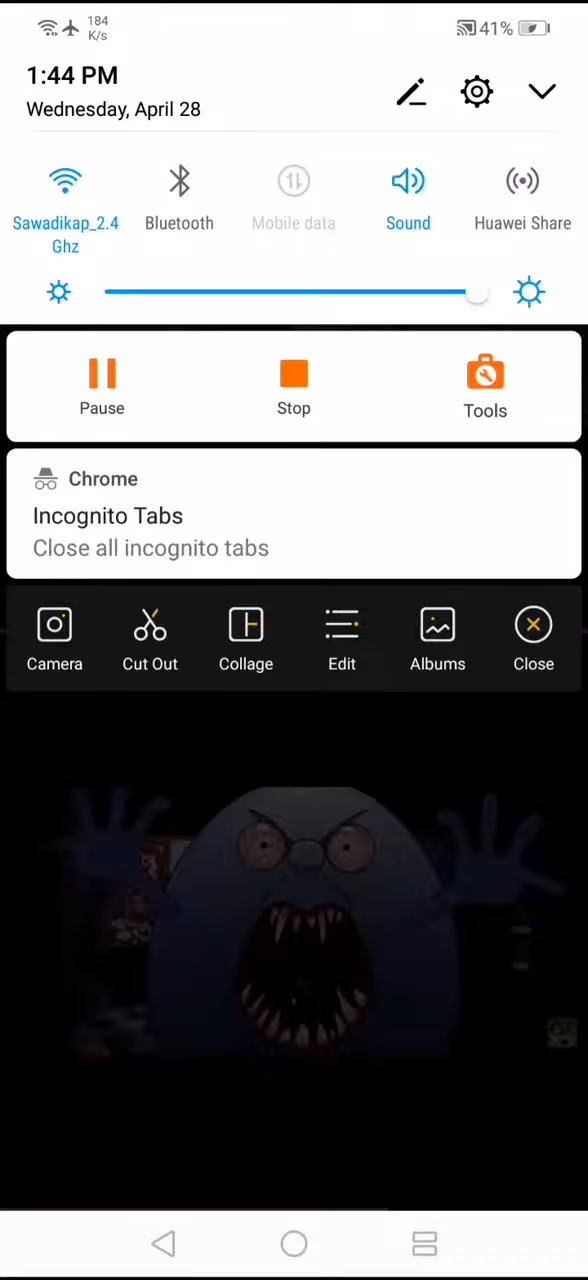 184
K/s
41%
1:44 PM
Wednesday, April 28
Sawadikap_2.4
Ghz
Bluetooth
Mobile data
Sound
Huawei Share
Pause
Stop
Tools
Chrome
Incognito Tabs
Close all incognito tabs
Camera
Cut Out
Collage
Edit
Albums
Close